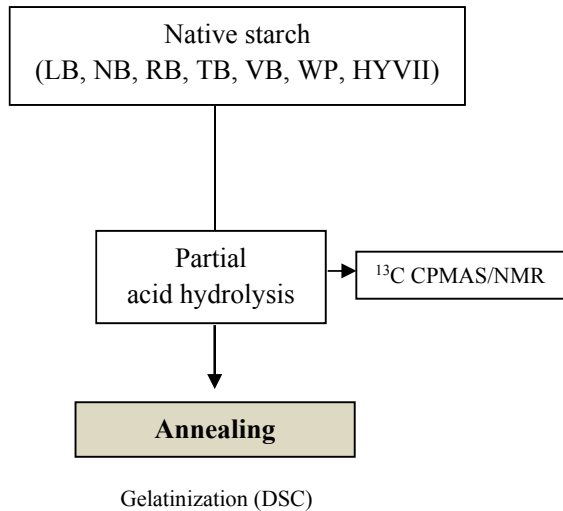 Native starch
(LB, NB, RB, TB, VB, WP, HYVII)
Partial
acid hydrolysis
¹³C CPMAS/NMR
Annealing
Gelatinization (DSC)